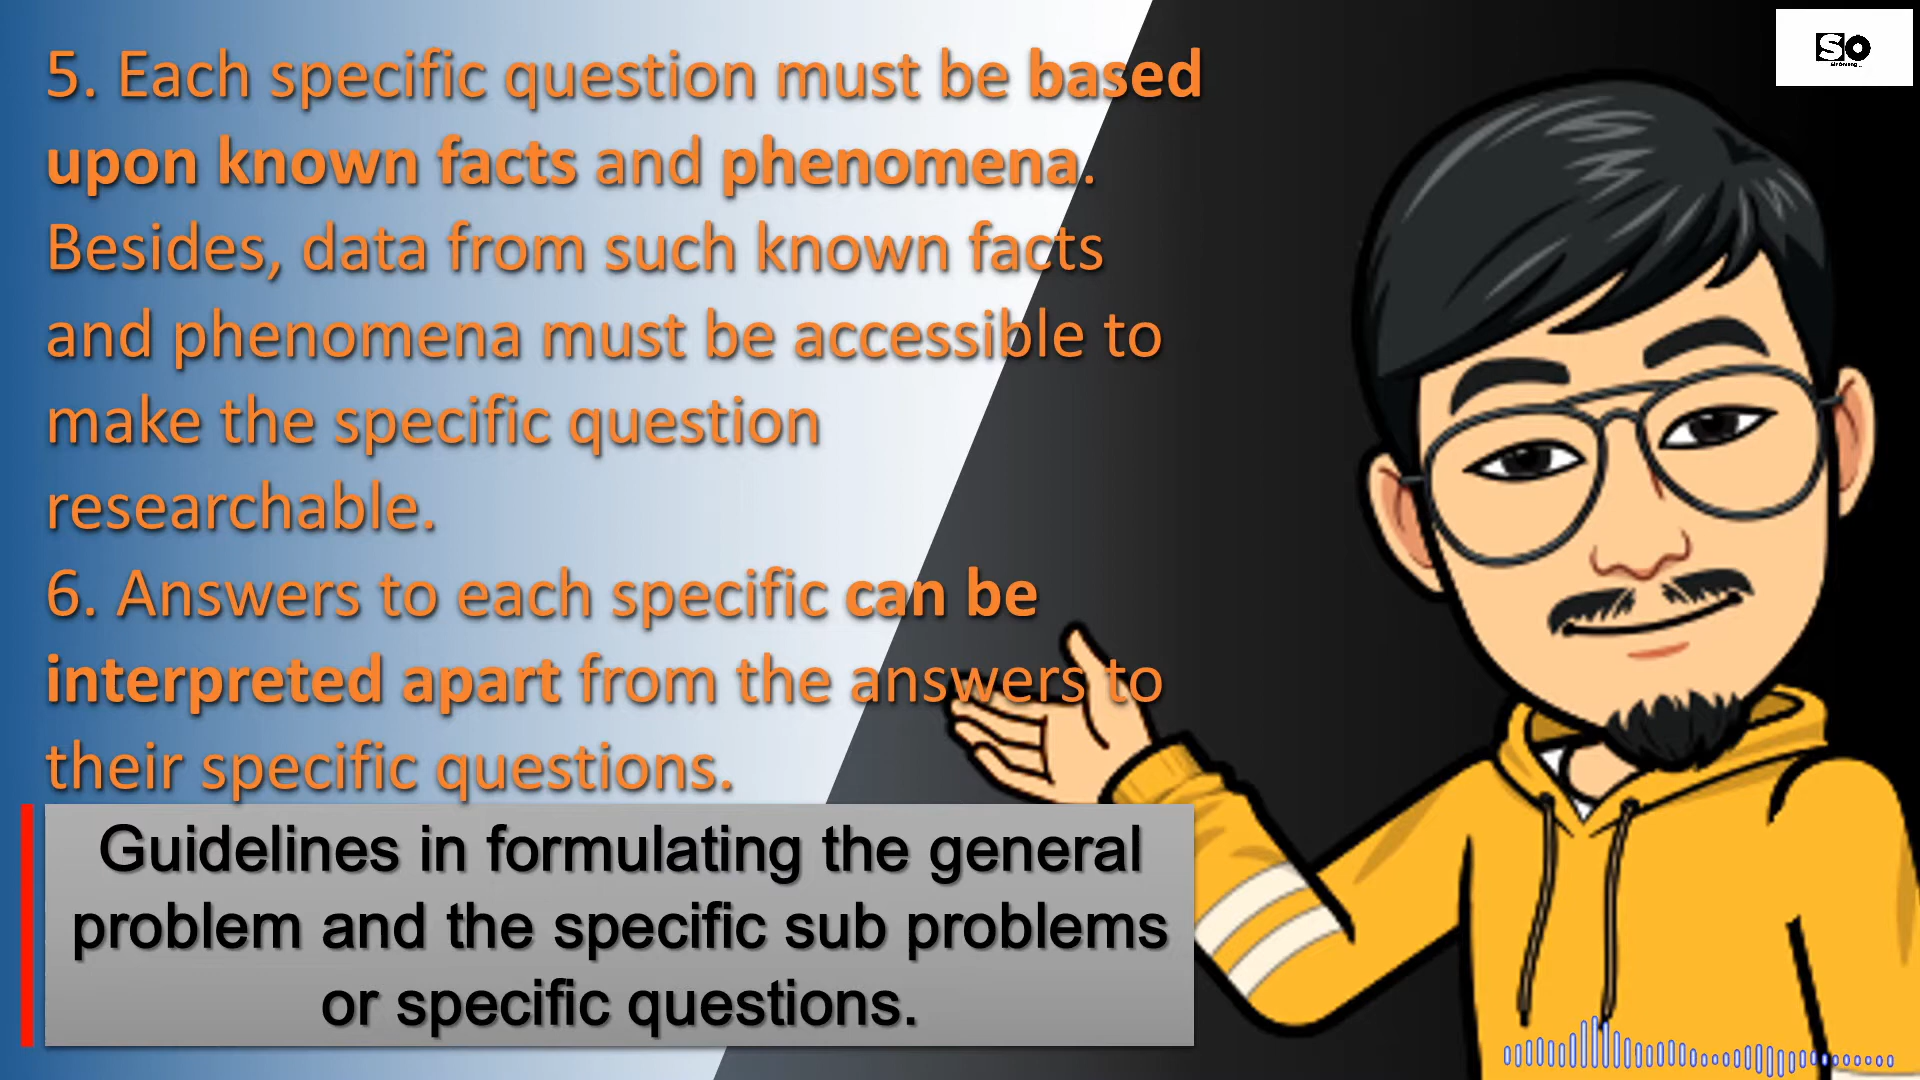 5. Each specific question must be based
upon known facts and phenomena.
Besides, data from such known facts
and phenomena must be accessible to
make the specific question
researchable.
6. Answers to each specific can be
interpreted apart from the answers to
their specific questions.
Guidelines in formulating the general
problem and the specific sub problems
or specific questions.
SO